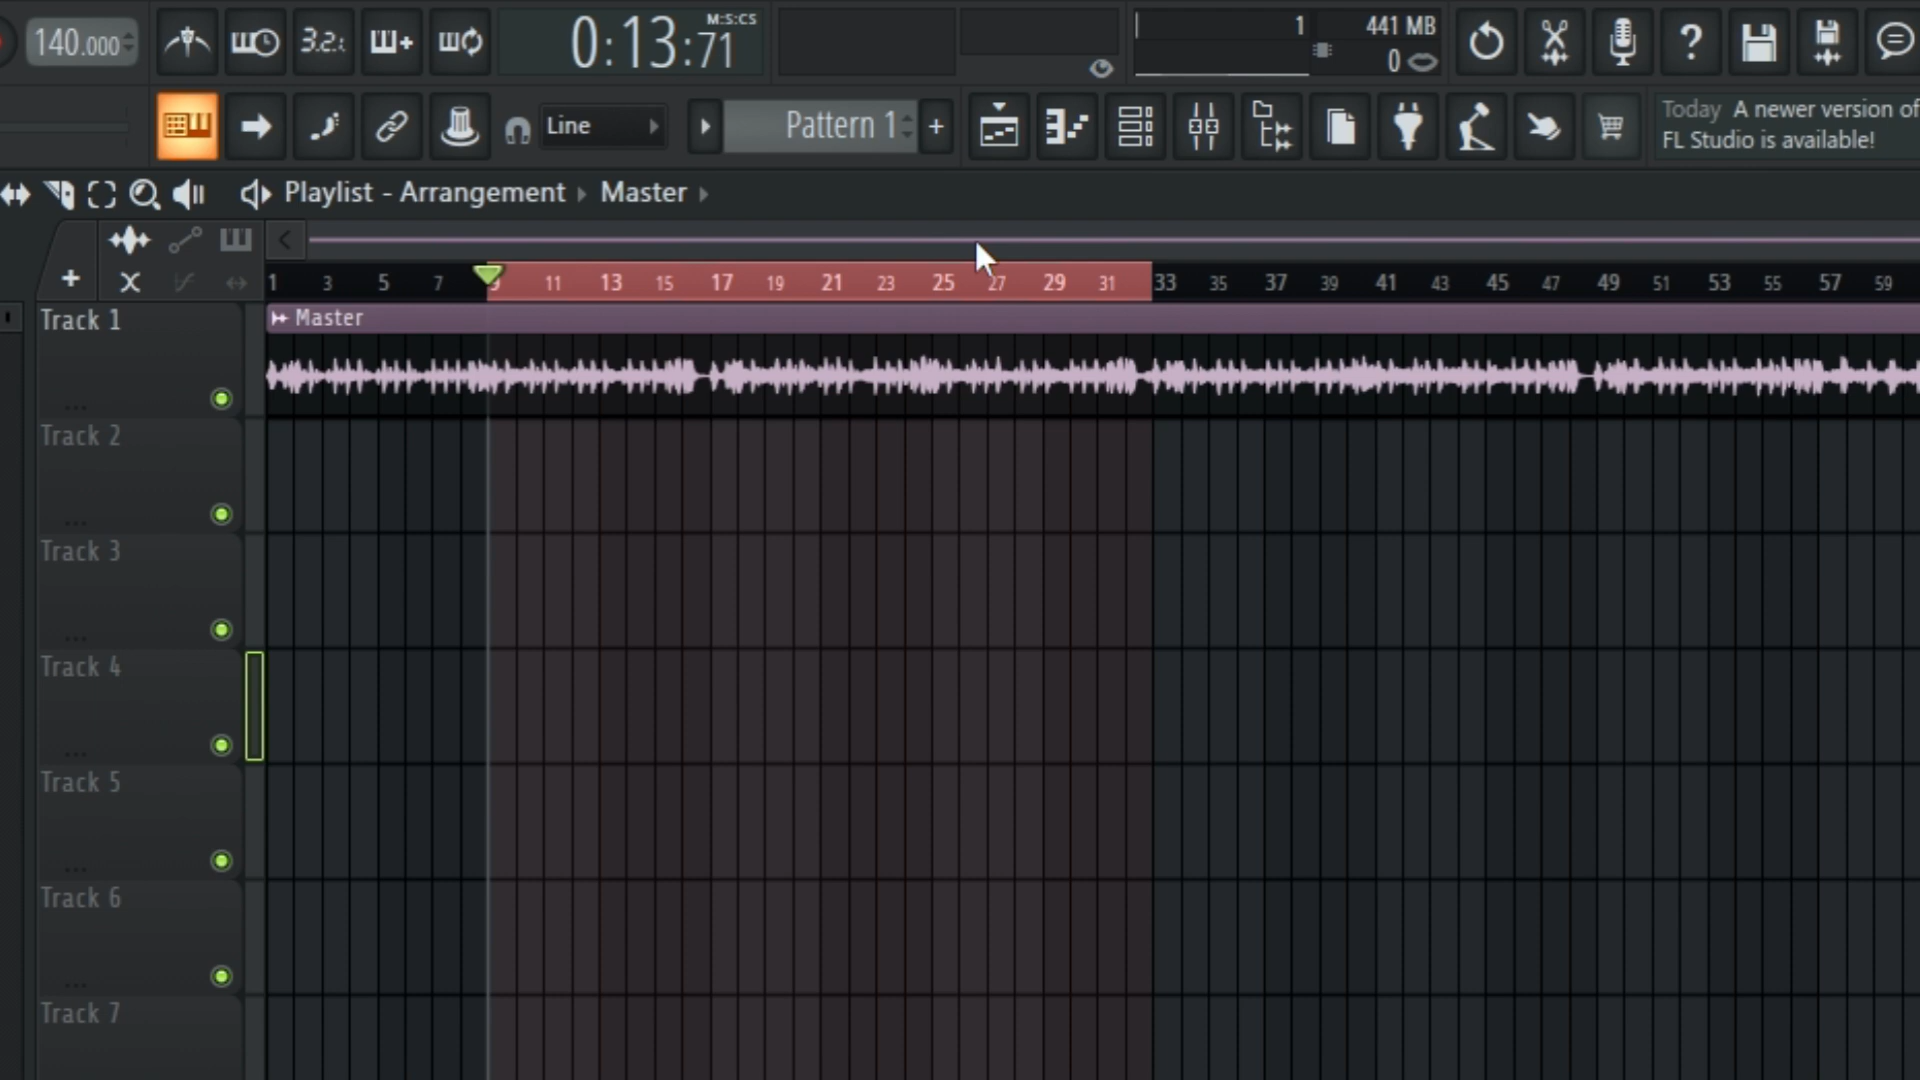 140.000
3.2.
0:13:71
M:S:CS
1
441 MB
0
Line
Pattern 1
+
Today A newer version of
FL Studio is available!
Playlist - Arrangement Master
1 3 5 7 9 11 13 15 17 19 21 23 25 27 29 31 33 35 37 39 41 43 45 47 49 51 53 55 57 59
Master
Track 1
Track 2
Track 3
Track 4
Track 5
Track 6
Track 7